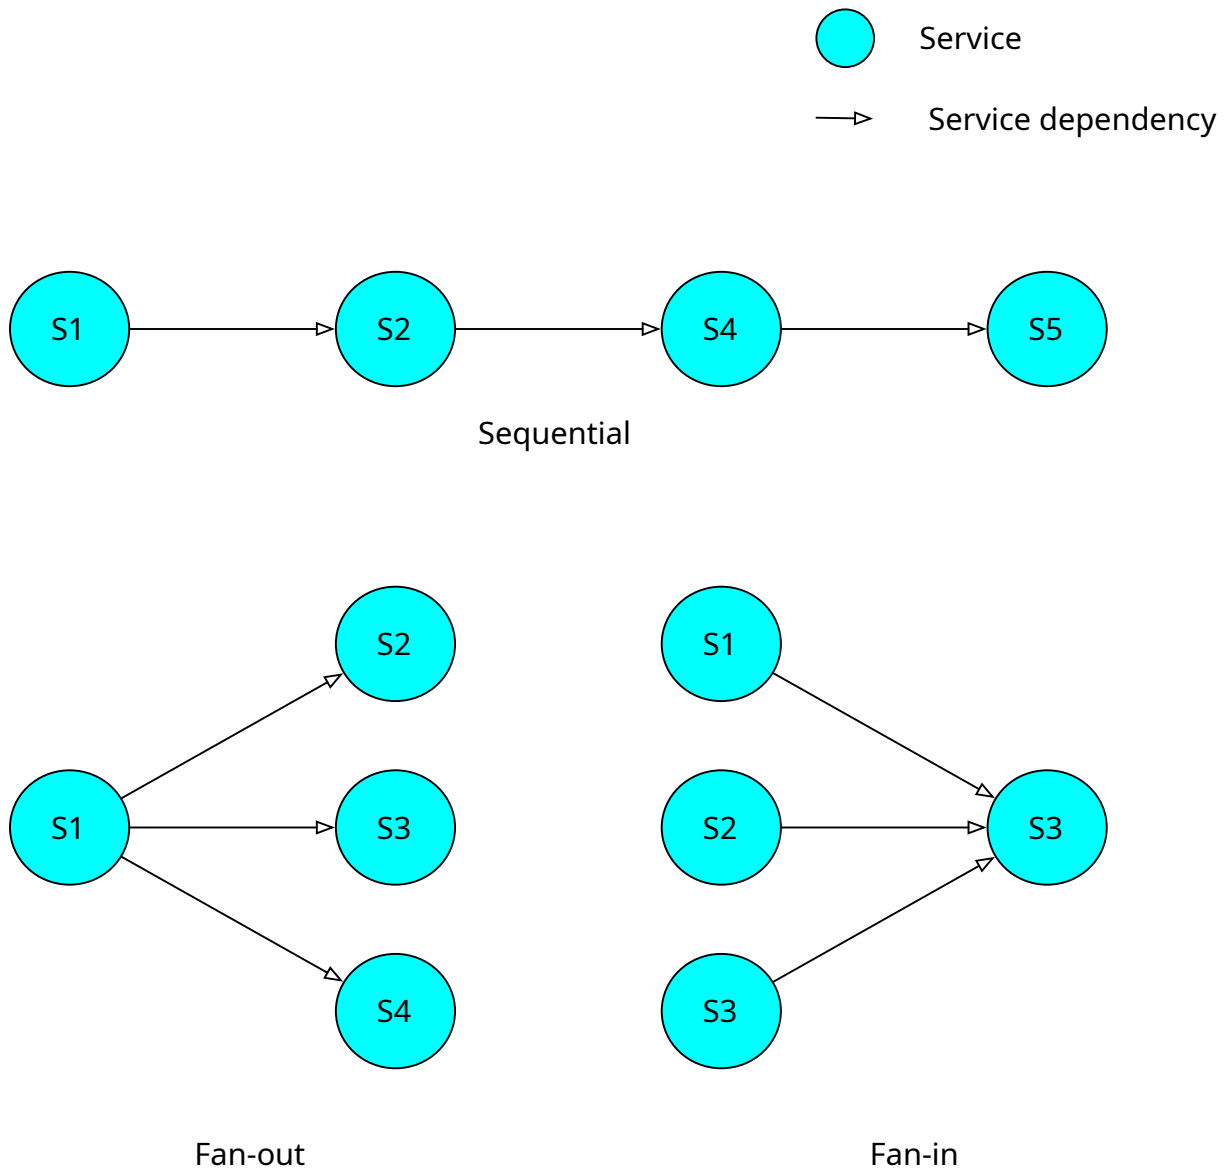 Service
Service dependency
S1
S2
S4
S5
Sequential
S2
S1
S3
S4
Fan-out
S1
S2
S3
S3
Fan-in